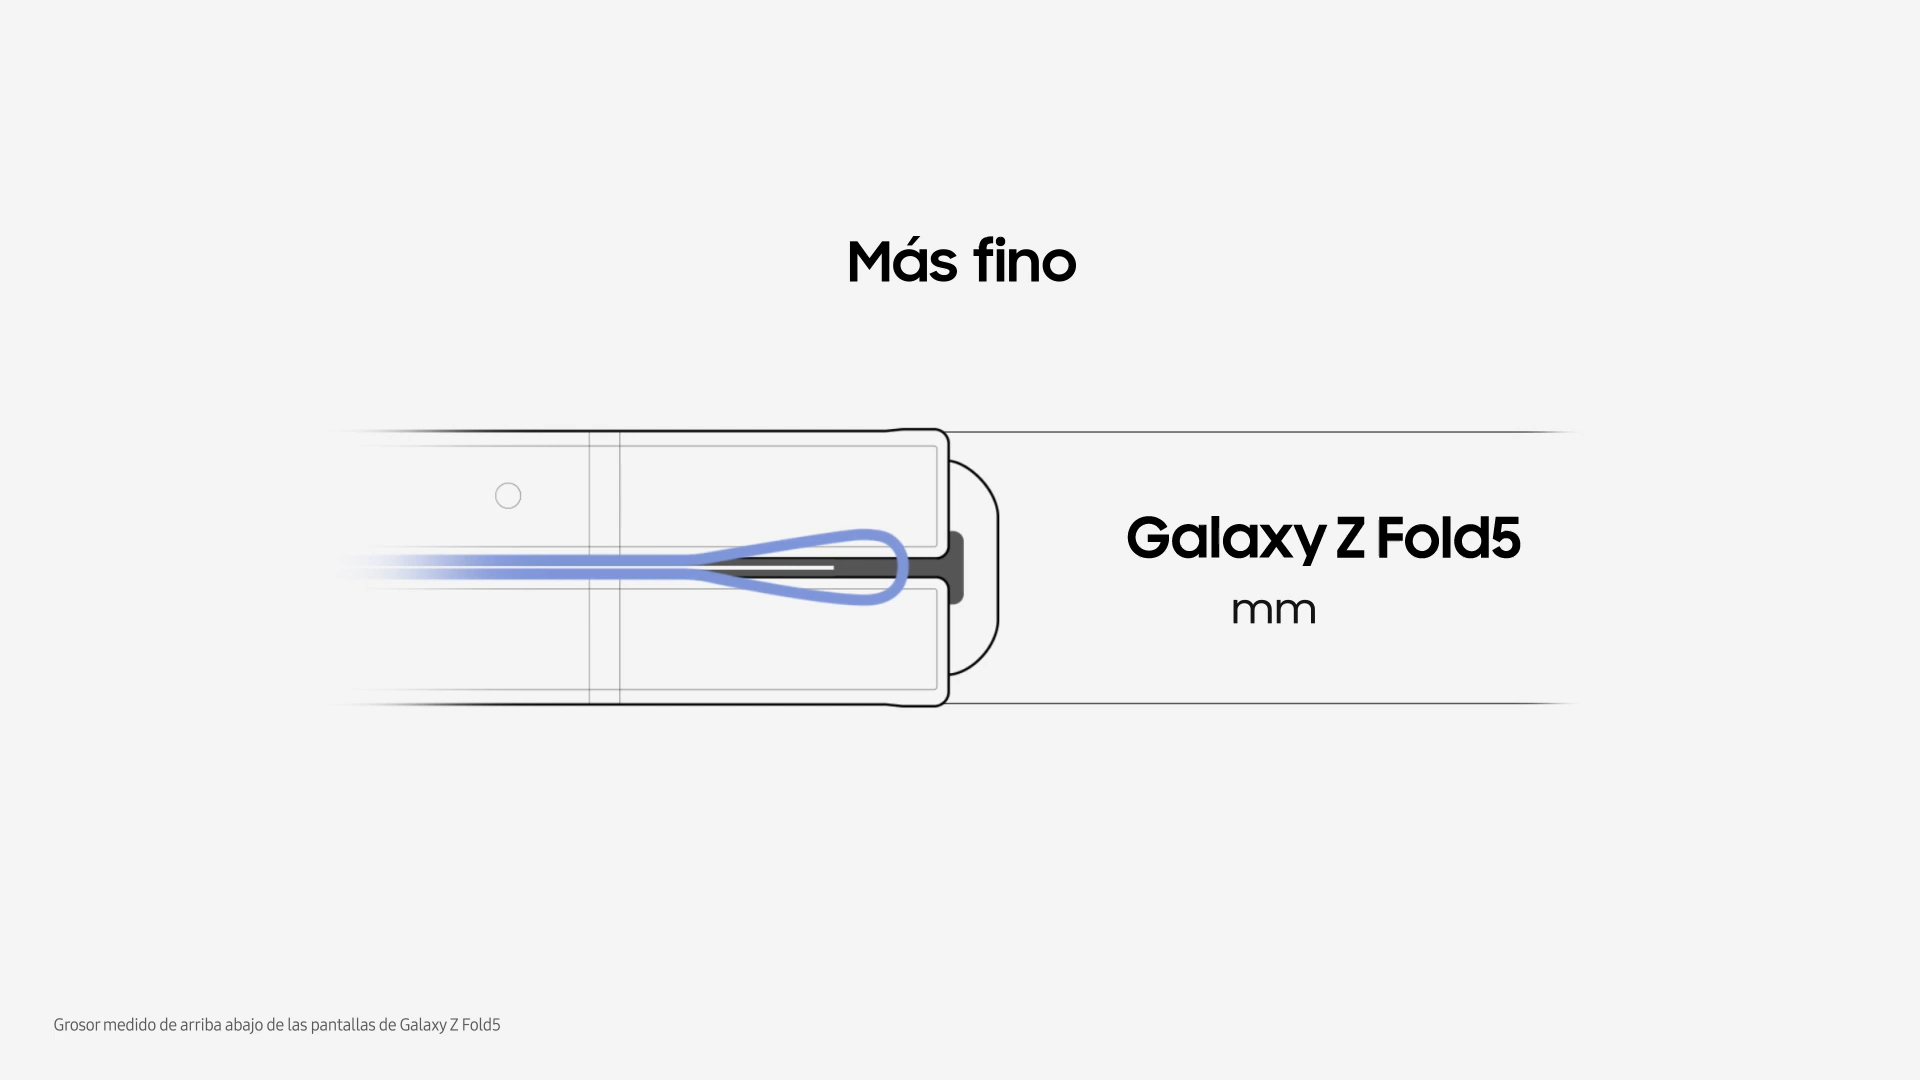 Más fino
Galaxy Z Fold5
mm
Grosor medido de arriba abajo de las pantallas de Galaxy Z Fold5